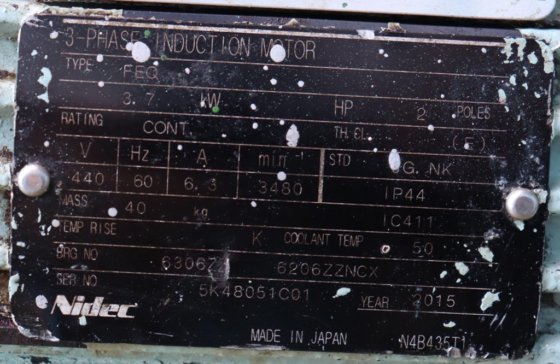 3-PHASE INDUCTION MOTOR
TYPE FEQ
3.7 kW HP 2 POLES
RATING CONT. TH.CL. (E)
V Hz A min-1 STD NK
440 60 6.3 3480 IP44
MASS 40 kg IC411
TEMP RISE K COOLANT TEMP 50
BRG NO 6306Z 6206ZZNCX
SER NO 5K48051C01 YEAR 2015
Nidec
MADE IN JAPAN N4B435T1